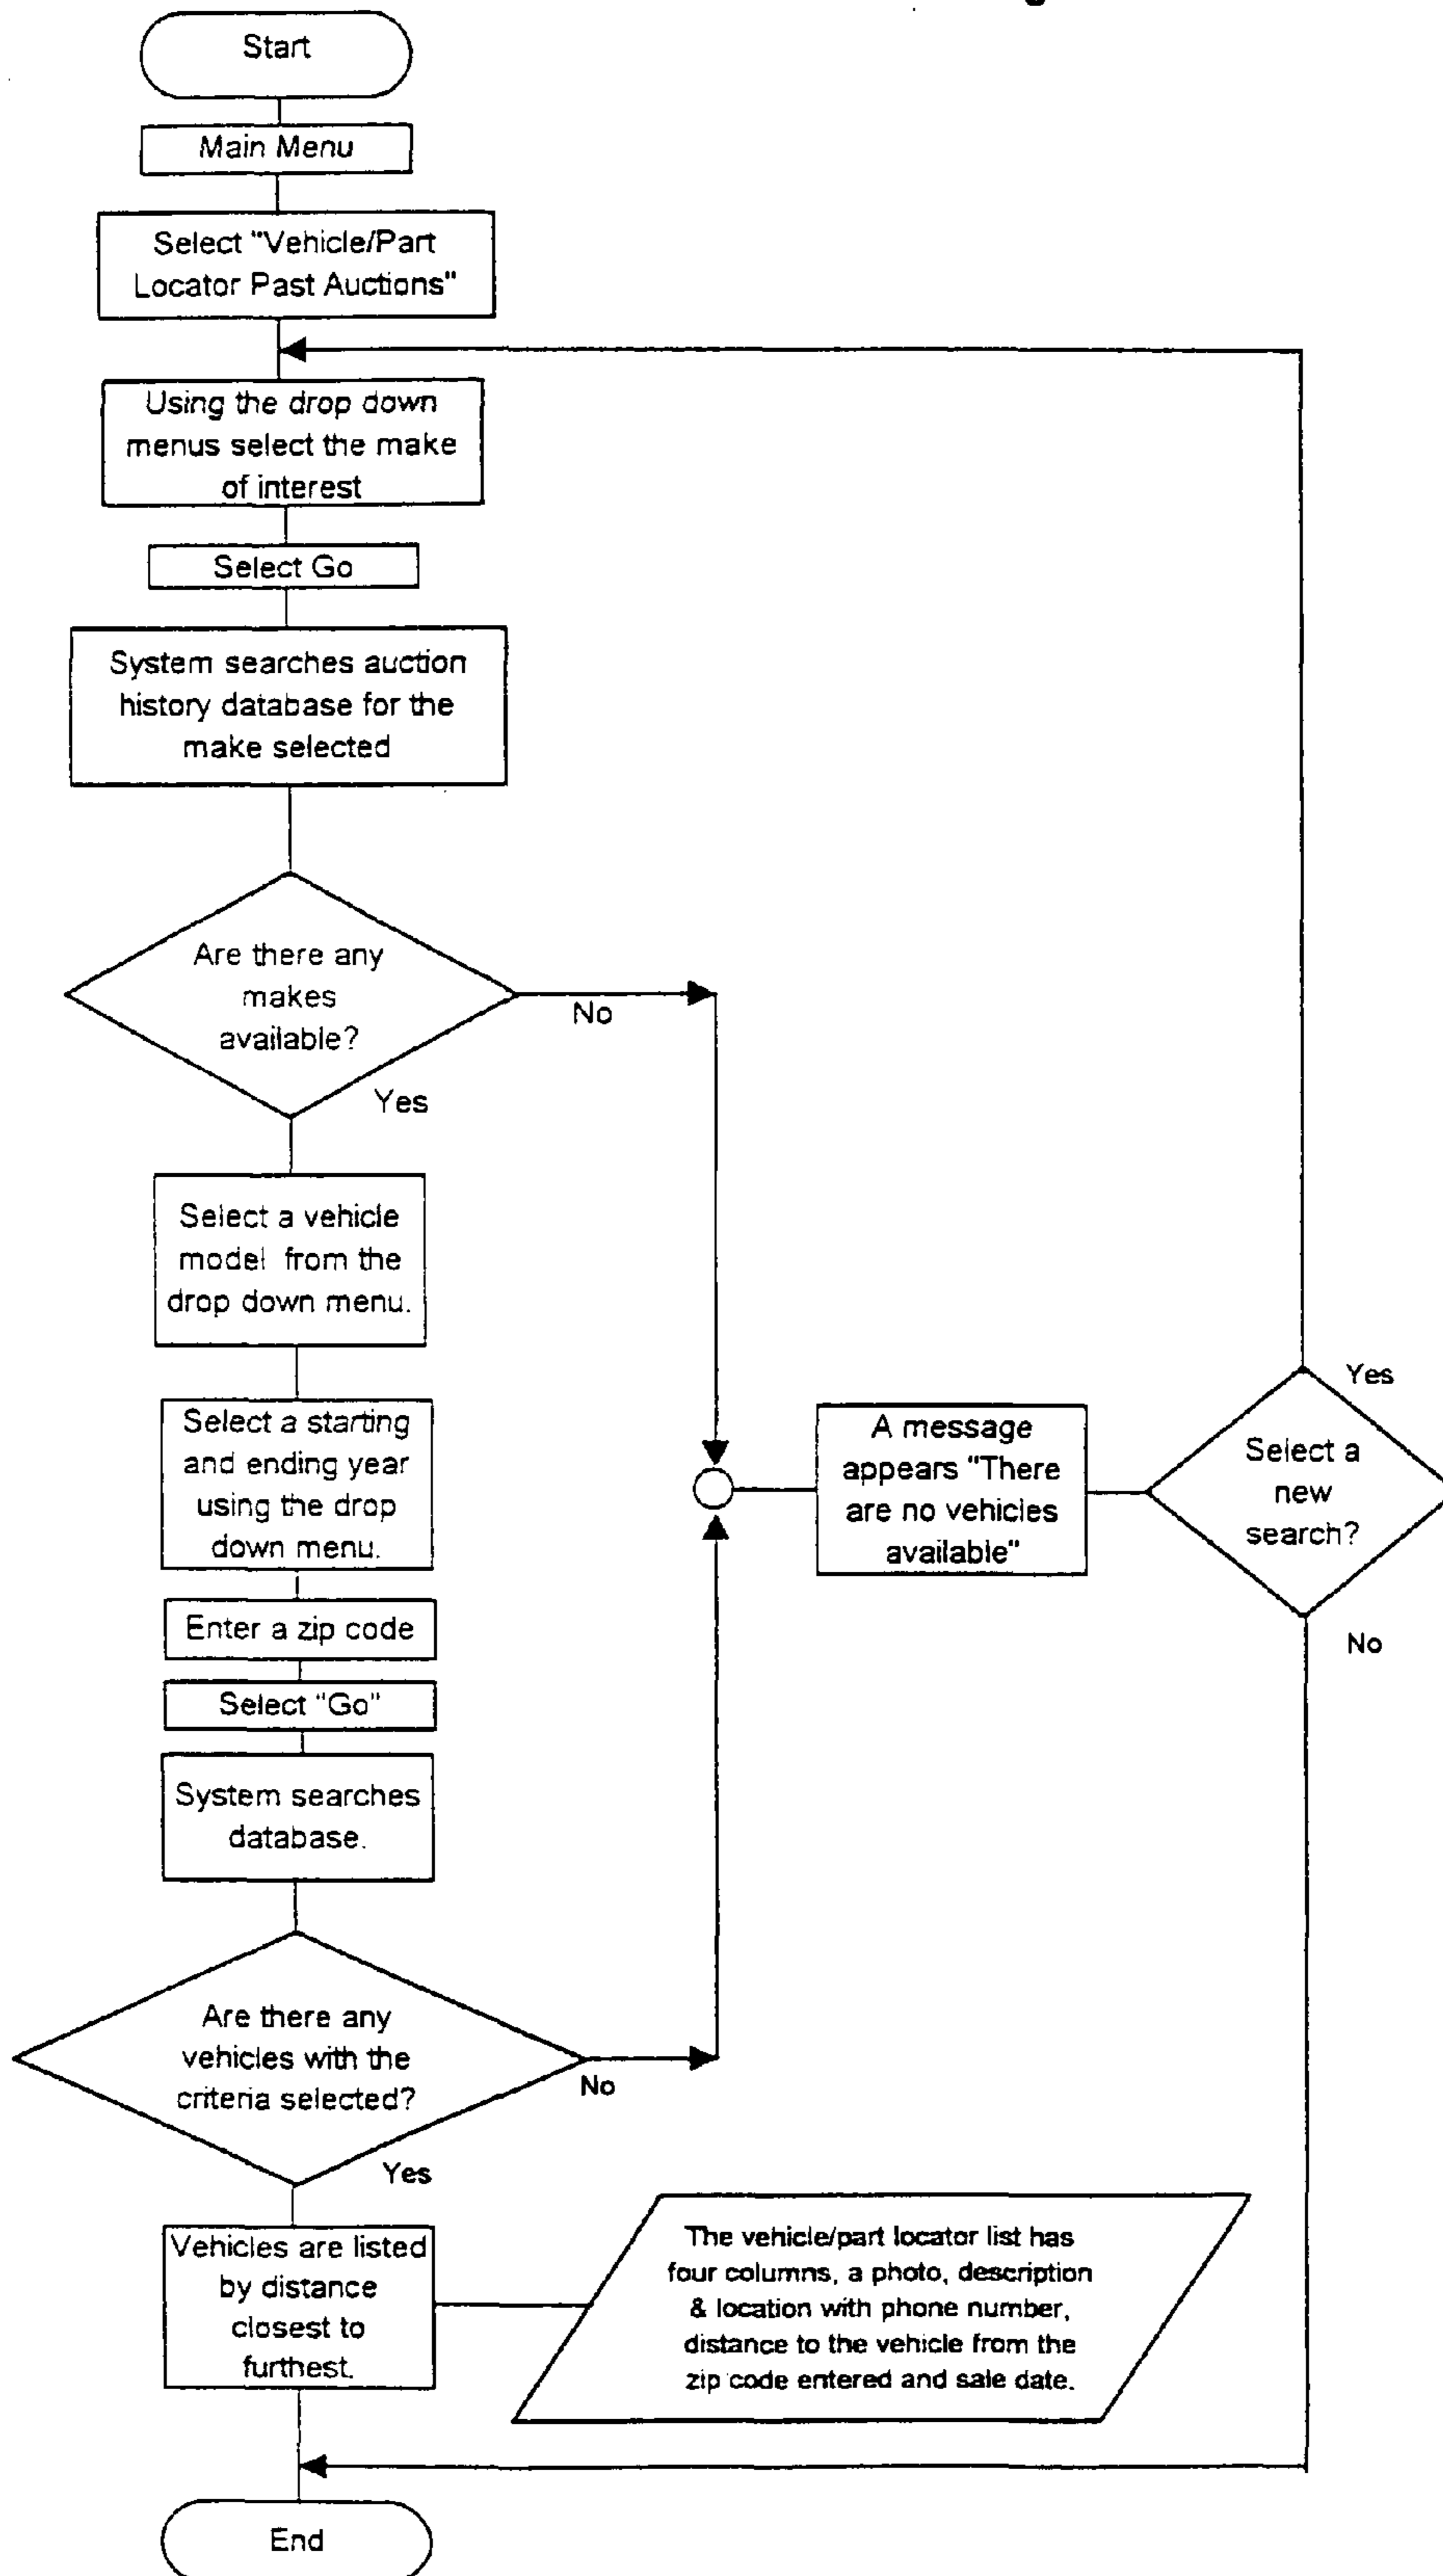 Start
Main Menu
Select "Vehicle/Part
Locator Past Auctions"
Using the drop down
menus select the make
of interest
Select Go
System searches auction
history database for the
make selected
Are there any
makes
available?
No
Yes
Select a vehicle
model from the
drop down menu.
Select a starting
and ending year
using the drop
down menu.
A message
appears "There
are no vehicles
available"
Yes
Select a
new
search?
No
Enter a zip code
Select "Go"
System searches
database.
Are there any
vehicles with the
criteria selected?
No
Yes
Vehicles are listed
by distance
closest to
furthest.
The vehicle/part locator list has
four columns, a photo, description
& location with phone number,
distance to the vehicle from the
zip code entered and sale date.
End